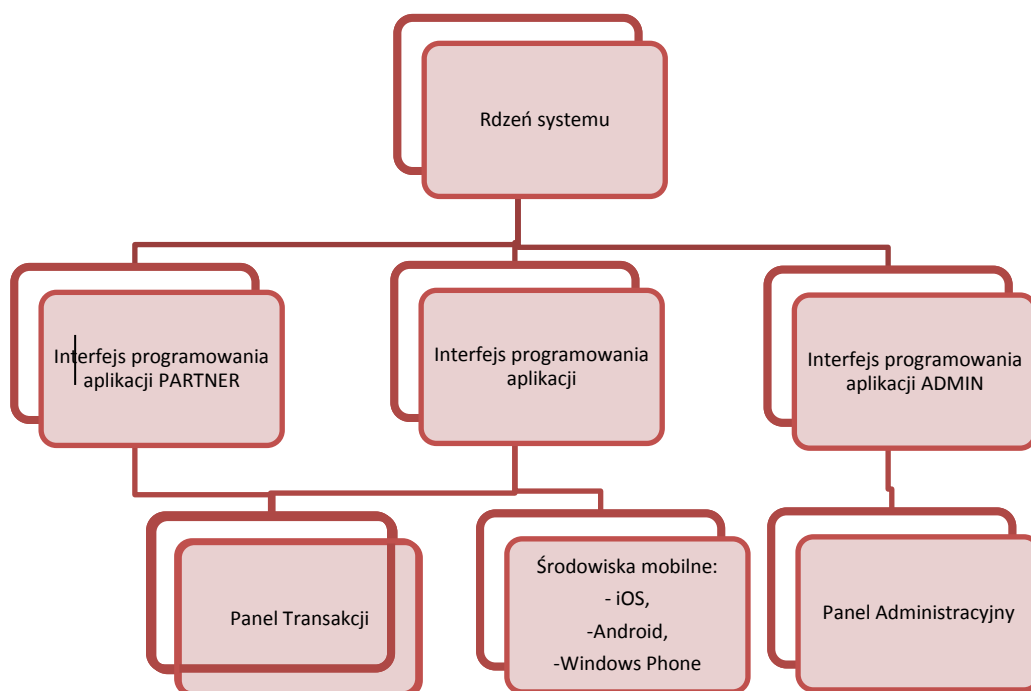 Rdzeń systemu
Interfejs programowania
aplikacji PARTNER
Interfejs programowania
aplikacji
Interfejs programowania
aplikacji ADMIN
Panel Transakcji
Środowiska mobilne:
- iOS,
-Android,
-Windows Phone
Panel Administracyjny